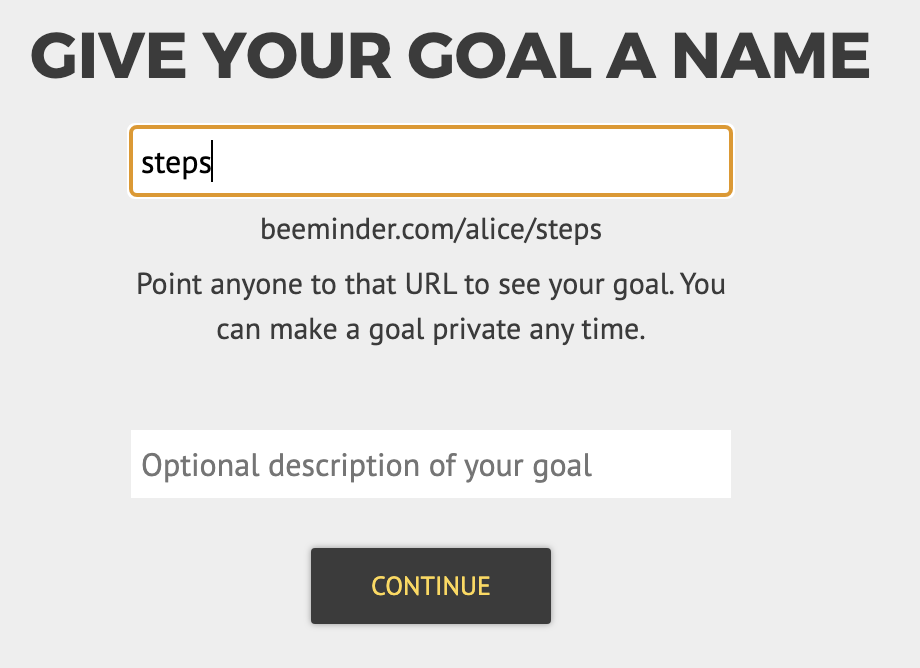 GIVE YOUR GOAL A NAME
steps
beeminder.com/alice/steps
Point anyone to that URL to see your goal. You
can make a goal private any time.
Optional description of your goal
CONTINUE